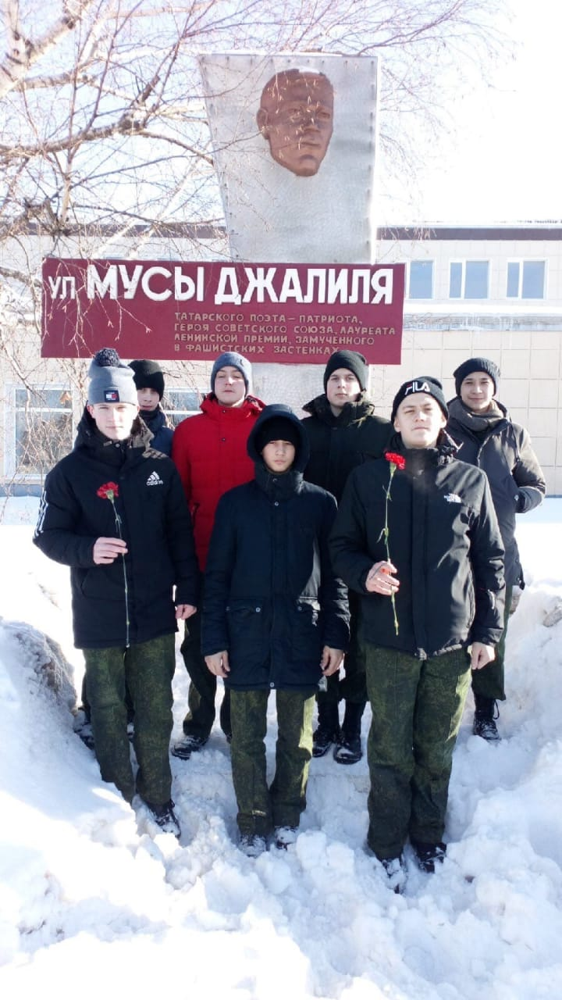 УЛ МУСЫ ДЖАЛИЛЯ
ТАТАРСКОГО ПОЭТА — ПАТРИОТА,
ГЕРОЯ СОВЕТСКОГО СОЮЗА, ЛАУРЕАТА
ЛЕНИНСКОЙ ПРЕМИИ, ЗАМУЧЕННОГО
В ФАШИСТСКИХ ЗАСТЕНКАХ
FILA
adidas
THE NORTH FACE